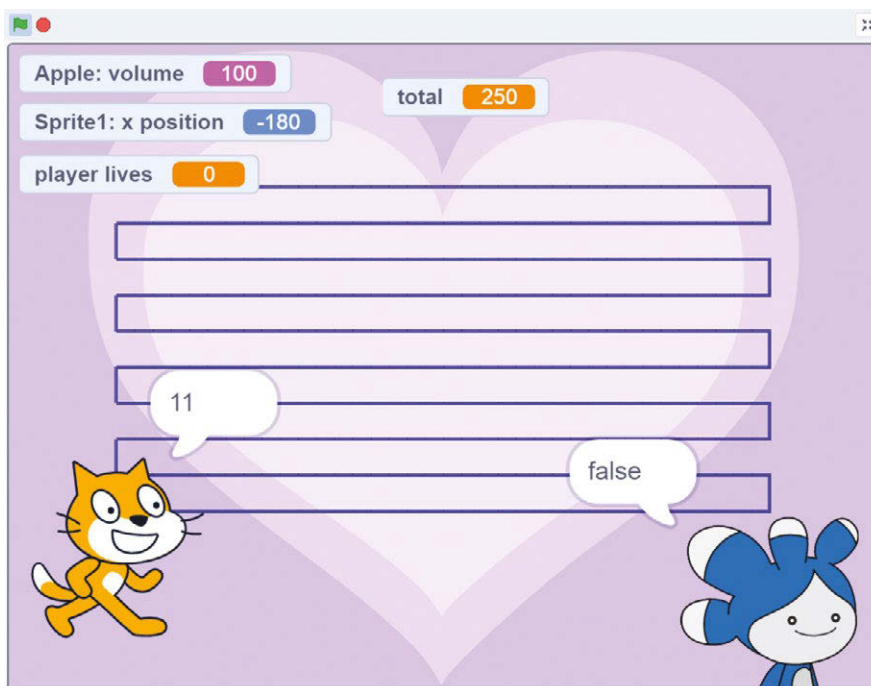 Apple: volume 100
total 250
Sprite1: x position -180
player lives 0
11
false